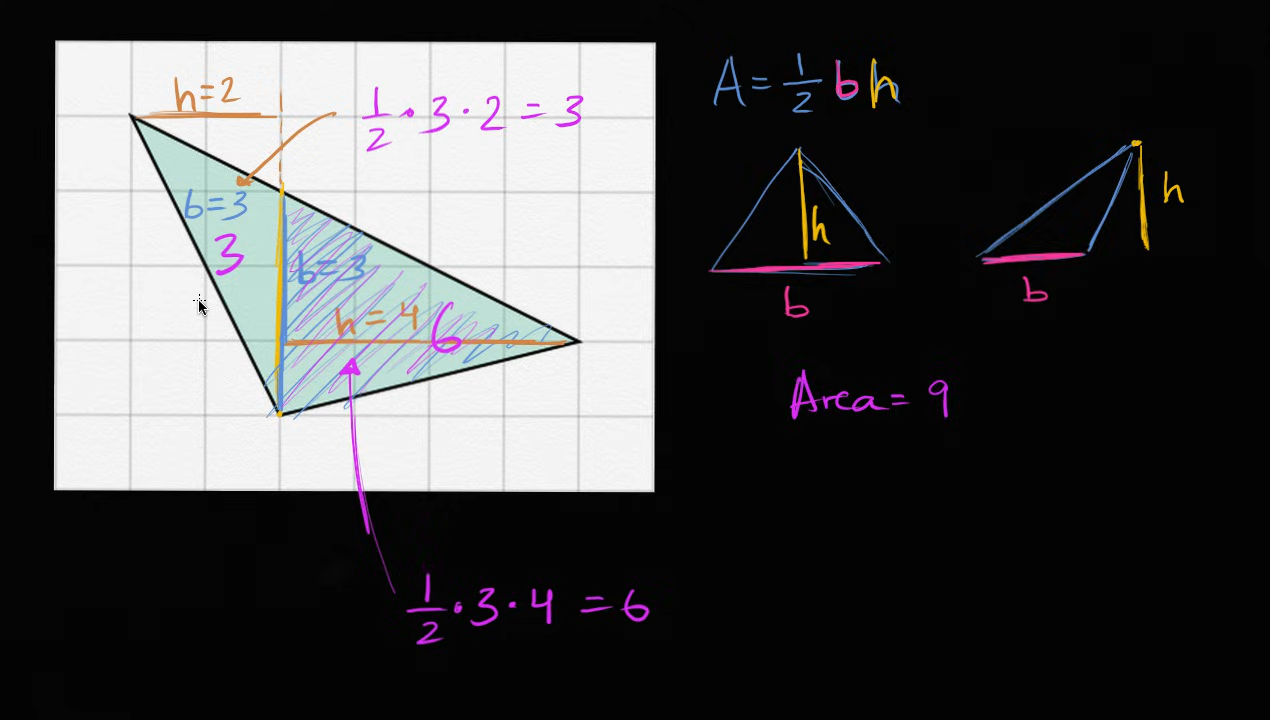 h=2
1/2 · 3 · 2 = 3
b=3
3
b=3
h=4
6
1/2 · 3 · 4 = 6
A = 1/2 b h
h
b
h
b
Area = 9